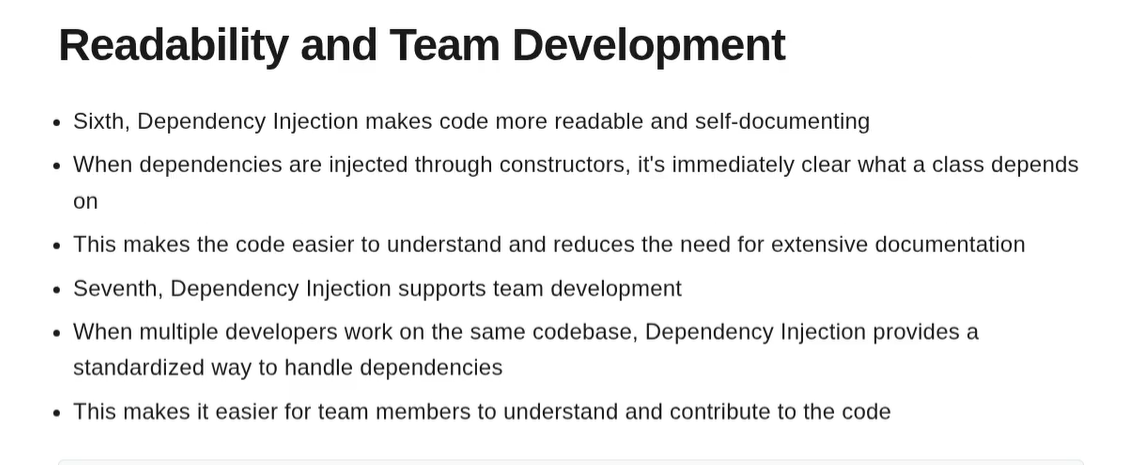 Readability and Team Development
• Sixth, Dependency Injection makes code more readable and self-documenting
• When dependencies are injected through constructors, it's immediately clear what a class depends
on
• This makes the code easier to understand and reduces the need for extensive documentation
• Seventh, Dependency Injection supports team development
• When multiple developers work on the same codebase, Dependency Injection provides a
standardized way to handle dependencies
• This makes it easier for team members to understand and contribute to the code